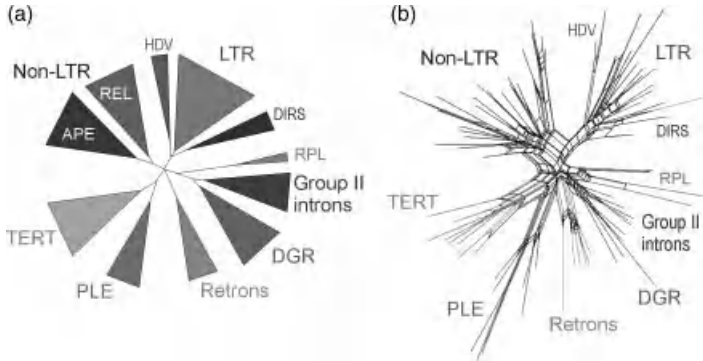 (a)
HDV
LTR
Non-LTR
REL
APE
DIRS
RPL
Group II
introns
TERT
DGR
PLE
Retrons
(b)
HDV
LTR
Non-LTR
DIRS
RPL
TERT
Group II
introns
DGR
PLE
Retrons